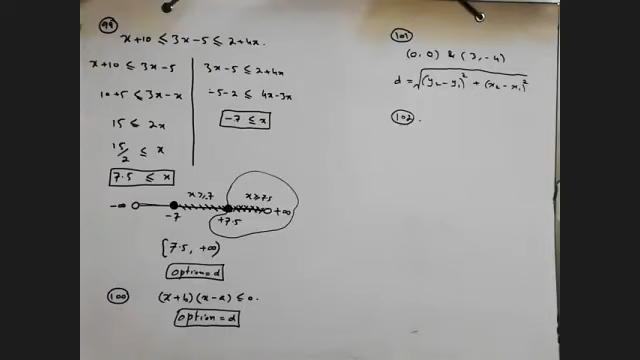 99
x+10 ≤ 3x-5 ≤ 2+4x.
x+10 ≤ 3x-5
10+5 ≤ 3x-x
15 ≤ 2x
15/2 ≤ x
7.5 ≤ x
3x-5 ≤ 2+4x
-5-2 ≤ 4x-3x
-7 ≤ x
x≥-7 x≥7.5
-∞ -7 +7.5 +∞
[7.5, +∞)
option=d
100 (x+b)(x-a) ≤ 0.
option=d
101
(0,0) & (3,-4)
d = √(y₂-y₁)² + (x₂-x₁)²
102.